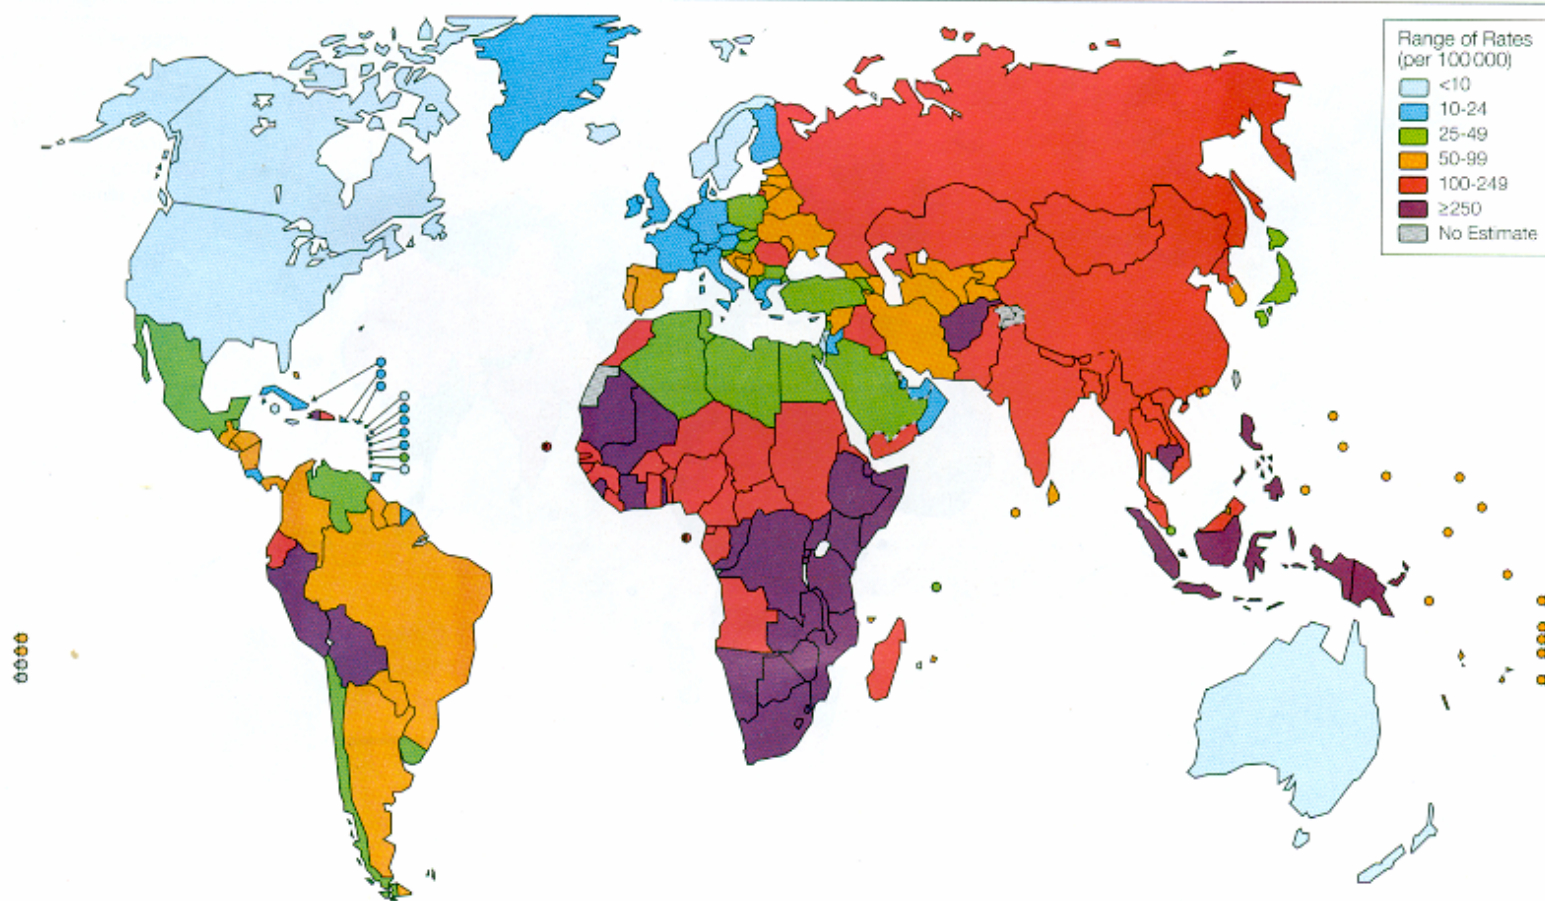 Range of Rates
(per 100 000)
<10
10-24
25-49
50-99
100-249
≥250
No Estimate